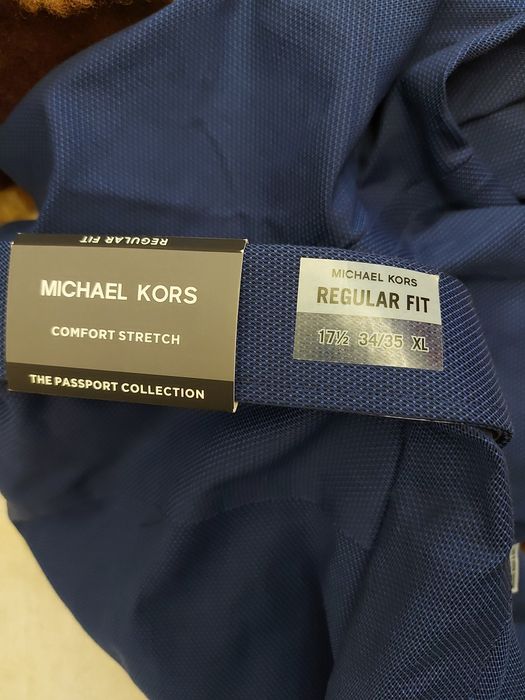 REGULAR FIT
MICHAEL KORS
COMFORT STRETCH
THE PASSPORT COLLECTION
MICHAEL KORS
REGULAR FIT
17½ 34/35 XL